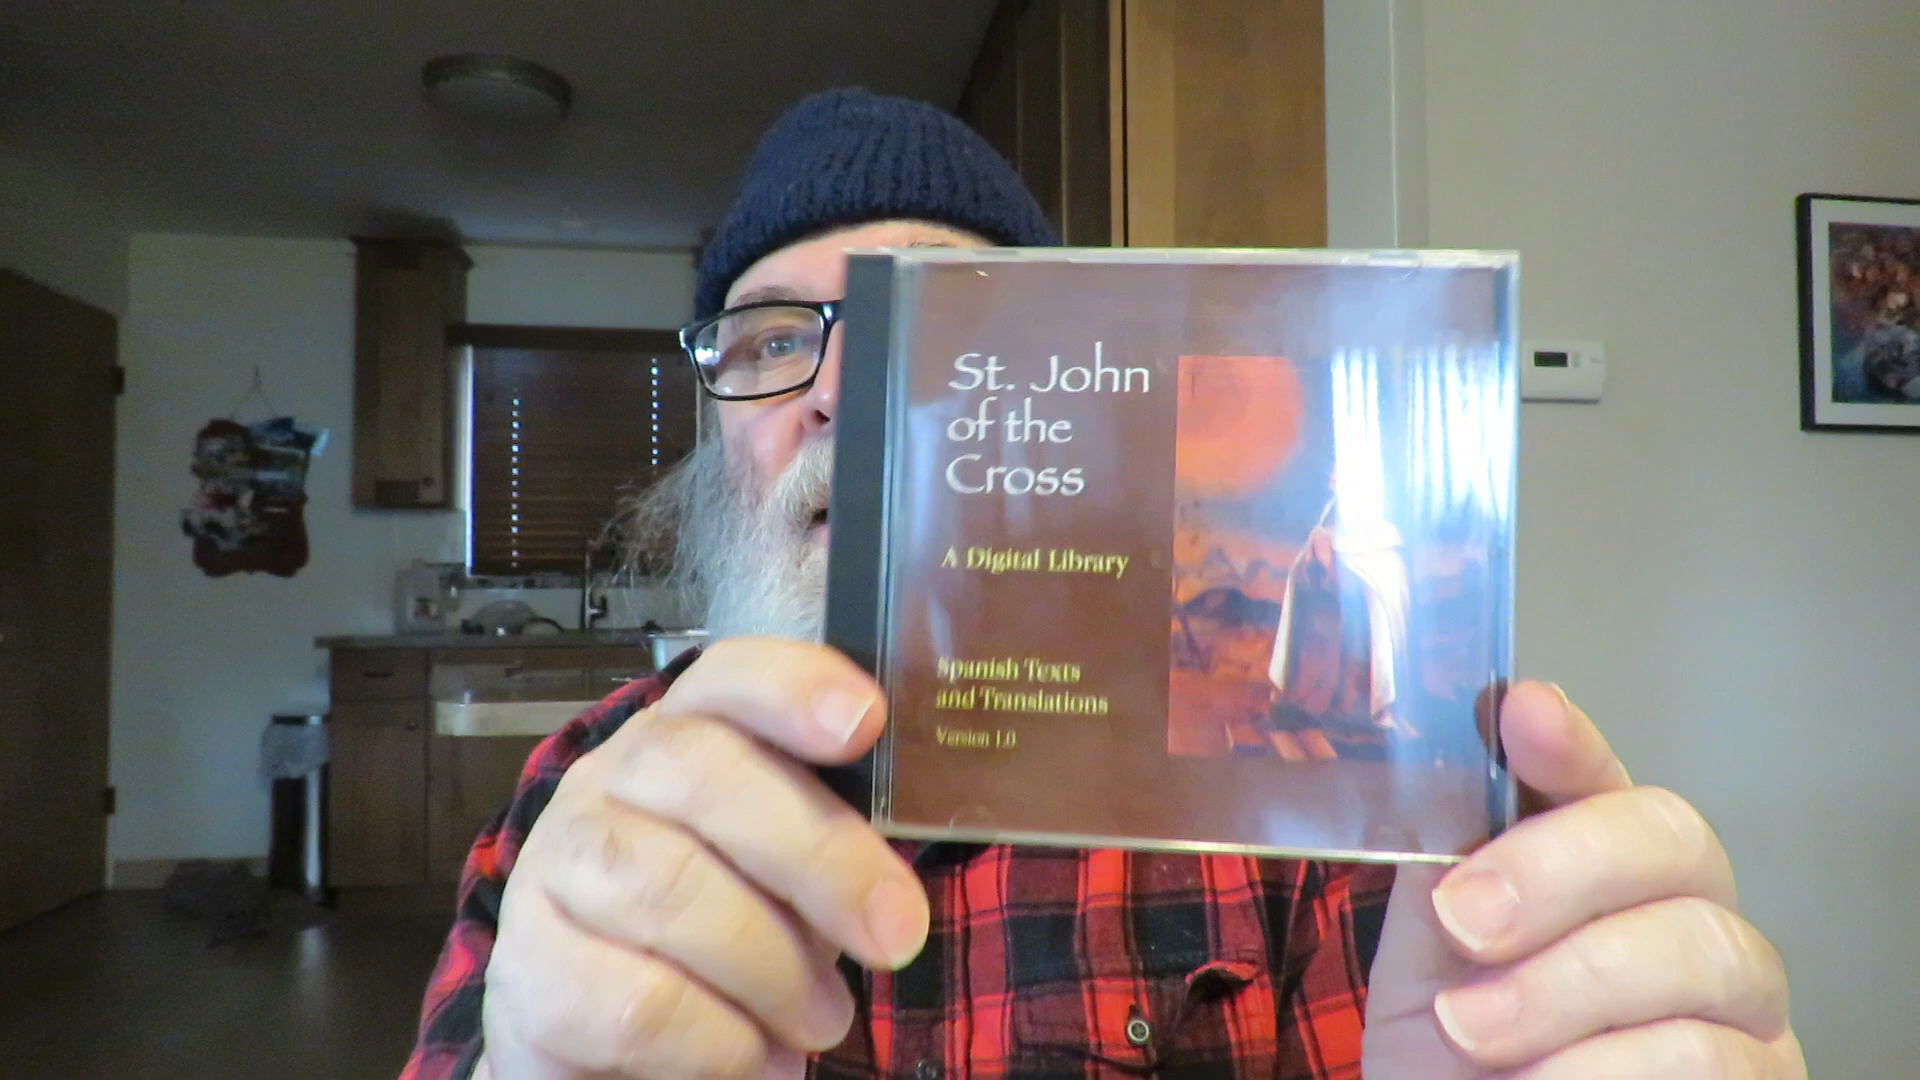 St. John
of the
Cross
A Digital Library
Spanish Texts
and Translations
Version 1.0